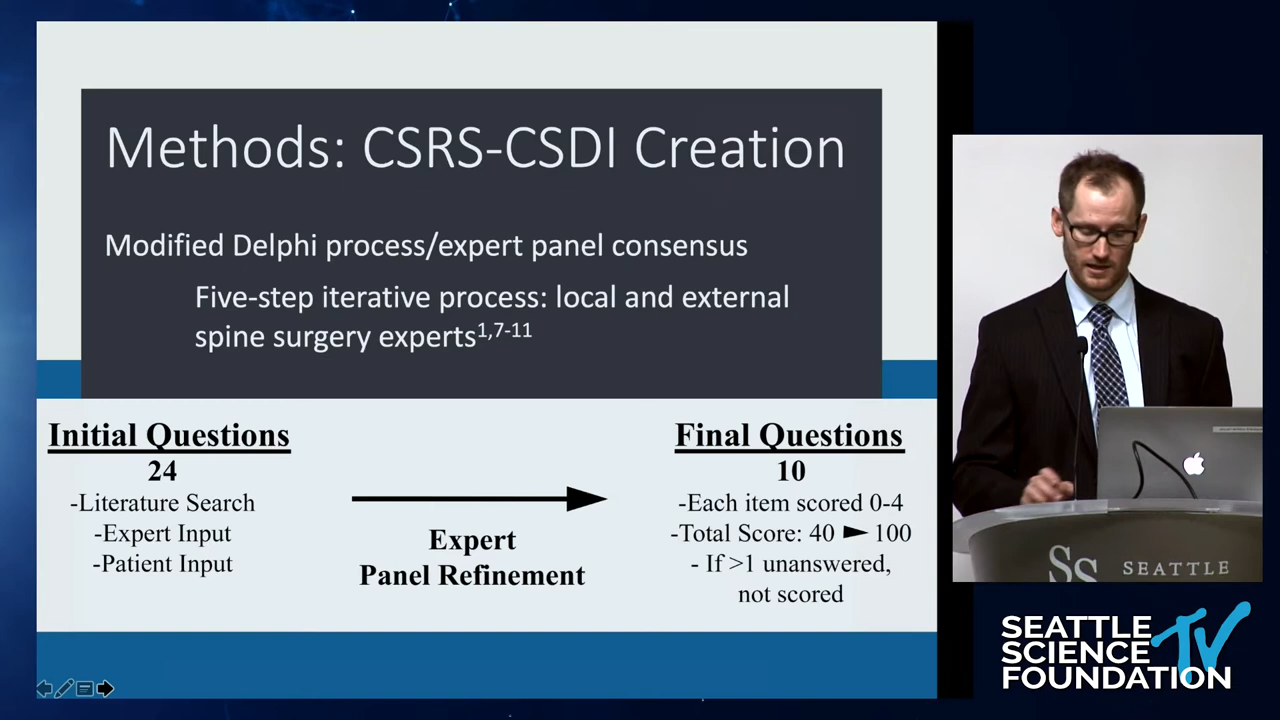 Methods: CSRS-CSDI Creation
Modified Delphi process/expert panel consensus
Five-step iterative process: local and external
spine surgery experts1,7-11
Initial Questions
24
-Literature Search
-Expert Input
-Patient Input
Expert
Panel Refinement
Final Questions
10
-Each item scored 0-4
-Total Score: 40 ► 100
- If >1 unanswered,
not scored
SS SEATTLE
SEATTLE
SCIENCE TV
FOUNDATION